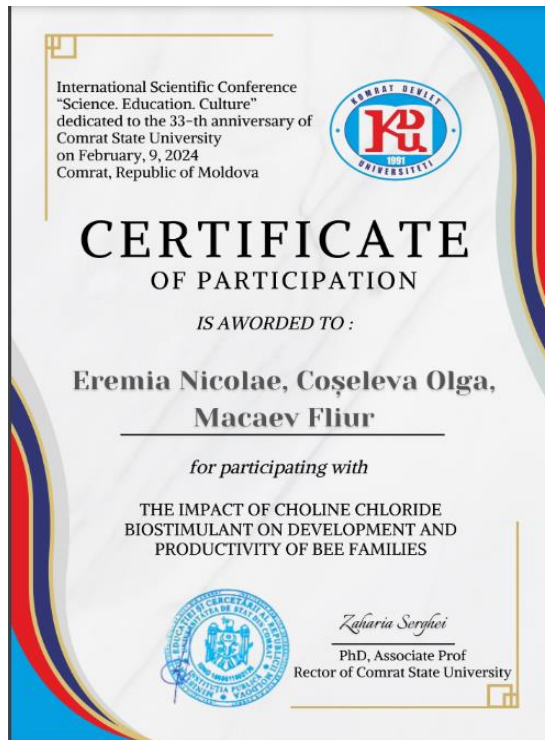 International Scientific Conference
“Science. Education. Culture”
dedicated to the 33-th anniversary of
Comrat State University
on February, 9, 2024
Comrat, Republic of Moldova
KOMRAT DEVLET
KDU
1991
UNIVERSITETI
CERTIFICATE
OF PARTICIPATION
IS AWORDED TO :
Eremia Nicolae, Coșeleva Olga,
Macaev Fliur
for participating with
THE IMPACT OF CHOLINE CHLORIDE
BIOSTIMULANT ON DEVELOPMENT AND
PRODUCTIVITY OF BEE FAMILIES
Zaharia Serghei
PhD, Associate Prof
Rector of Comrat State University